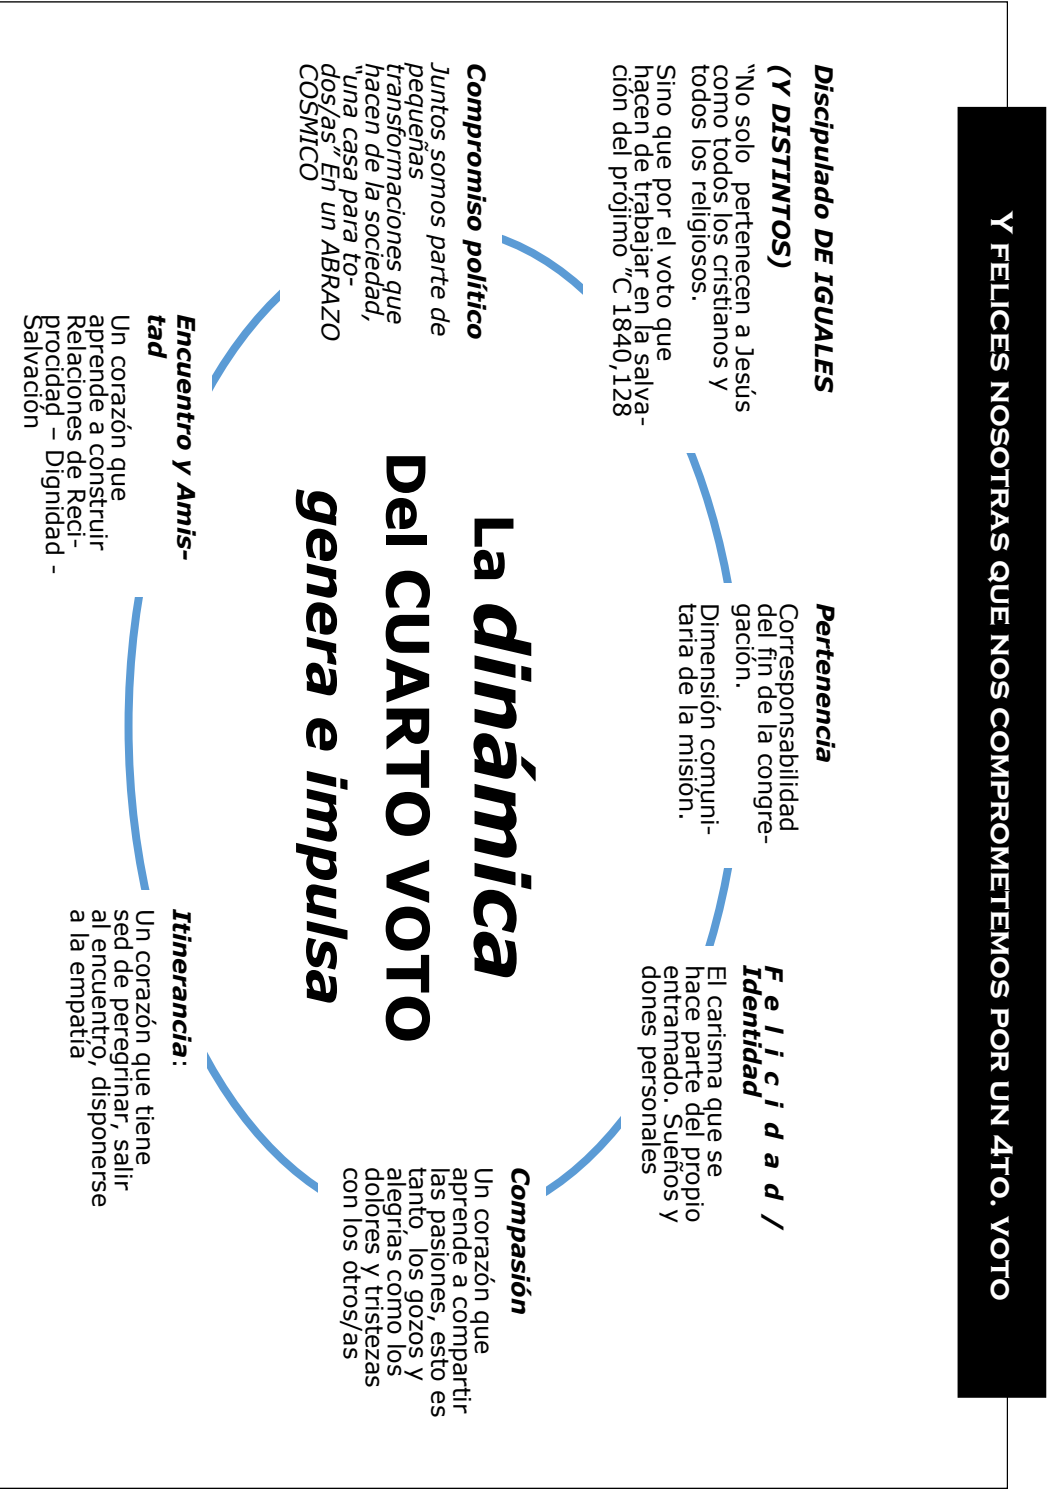 Y FELICES NOSOTRAS QUE NOS COMPROMETEMOS POR UN 4TO. VOTO
Discipulado DE IGUALES
(Y DISTINTOS)
“No solo pertenecen a Jesús
como todos los cristianos y
todos los religiosos.
Sino que por el voto que
hacen de trabajar en la salva-
ción del prójimo ”C 1840,128
Pertenencia
Corresponsabilidad
del fin de la congre-
gación.
Dimensión comuni-
taria de la misión.
Felicidad/
Identidad
El carisma que se
hace parte del propio
entramado. Sueños y
dones personales
Compasión
Un corazón que
aprende a compartir
las pasiones, esto es
tanto, los gozos y
alegrías como los
dolores y tristezas
con los otros/as
Itinerancia:
Un corazón que tiene
sed de peregrinar, salir
al encuentro, disponerse
a la empatía
Encuentro y Amis-
tad
Un corazón que
aprende a construir
Relaciones de Reci-
procidad – Dignidad -
Salvación
Compromiso político
Juntos somos parte de
pequeñas
transformaciones que
hacen de la sociedad,
“una casa para to-
dos/as” En un ABRAZO
COSMICO
La dinámica
Del CUARTO VOTO
genera e impulsa